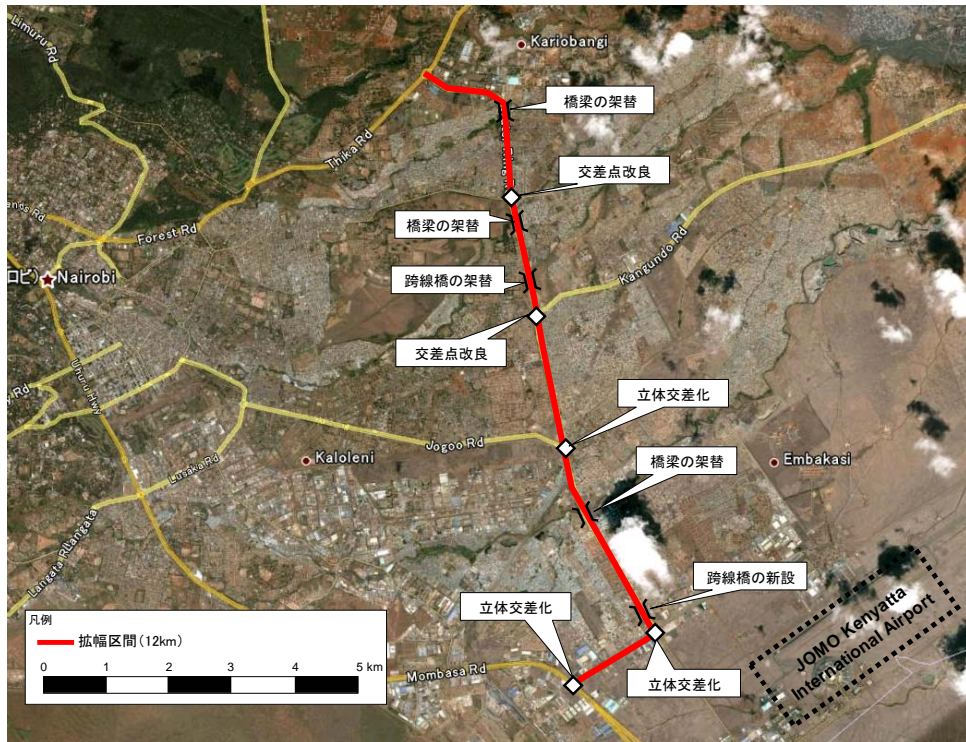 Limuru Rd
Kariobangi
橋梁の架替
Thika Rd
交差点改良
橋梁の架替
Forest Rd
Kangundo Rd
跨線橋の架替
Nairobi
交差点改良
Uhuru Hwy
立体交差化
Jogoo Rd
Kaloleni
Lusaka Rd
橋梁の架替
Embakasi
Langata Rd
Langata
跨線橋の新設
立体交差化
JOMO Kenyatta
International Airport
凡例
拡幅区間(12km)
0 1 2 3 4 5 km
Mombasa Rd
立体交差化